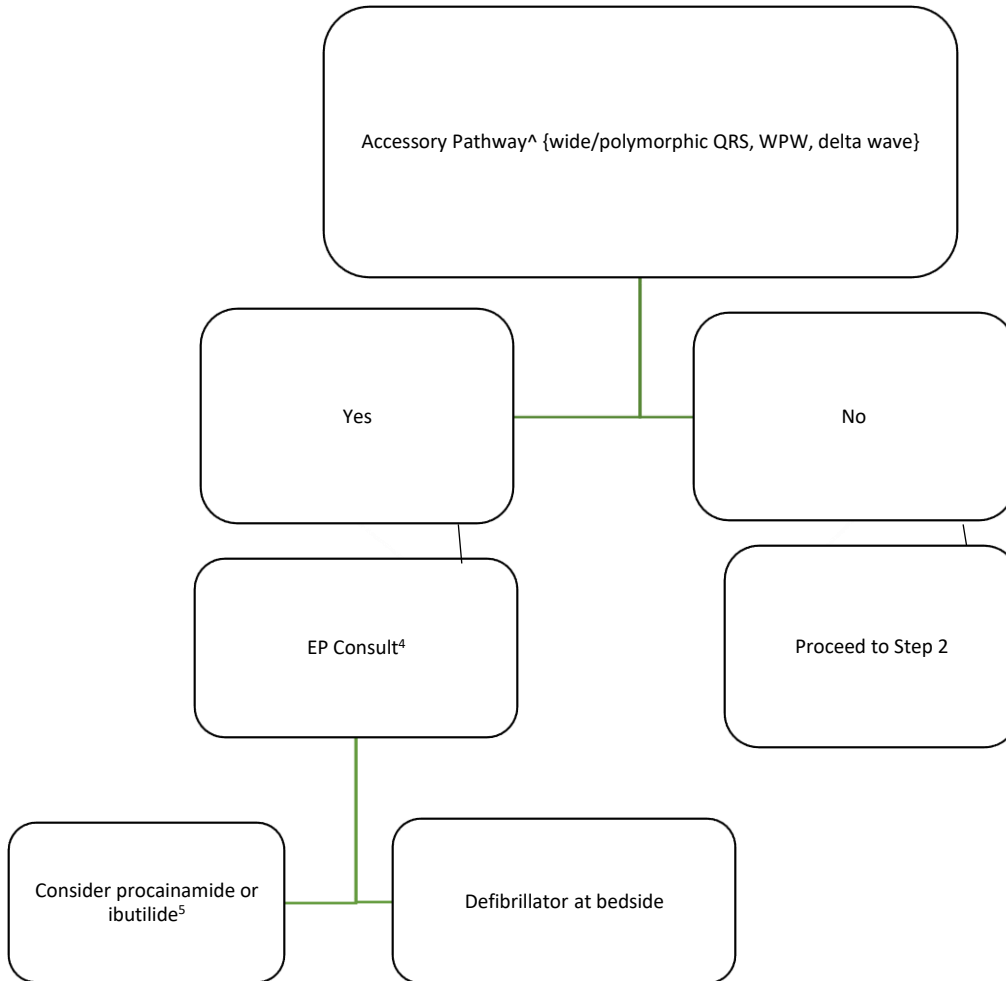 Accessory Pathway^ {wide/polymorphic QRS, WPW, delta wave}
Yes
No
EP Consult⁴
Proceed to Step 2
Consider procainamide or
ibutilide⁵
Defibrillator at bedside